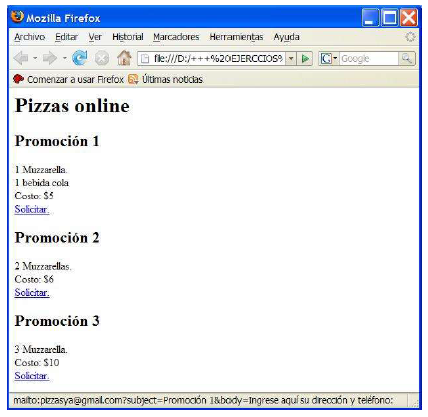 Mozilla Firefox
Archivo Editar Ver Historial Marcadores Herramientas Ayuda
file:///D:/+++%20EJERCCIOS% Google
Comenzar a usar Firefox Últimas noticias
Pizzas online
Promoción 1
1 Muzzarella.
1 bebida cola
Costo: $5
Solicitar.
Promoción 2
2 Muzzarellas.
Costo: $6
Solicitar.
Promoción 3
3 Muzzarella.
Costo: $10
Solicitar.
mailto:pizzasya@gmail.com?subject=Promoción 1&body=Ingrese aquí su dirección y teléfono: